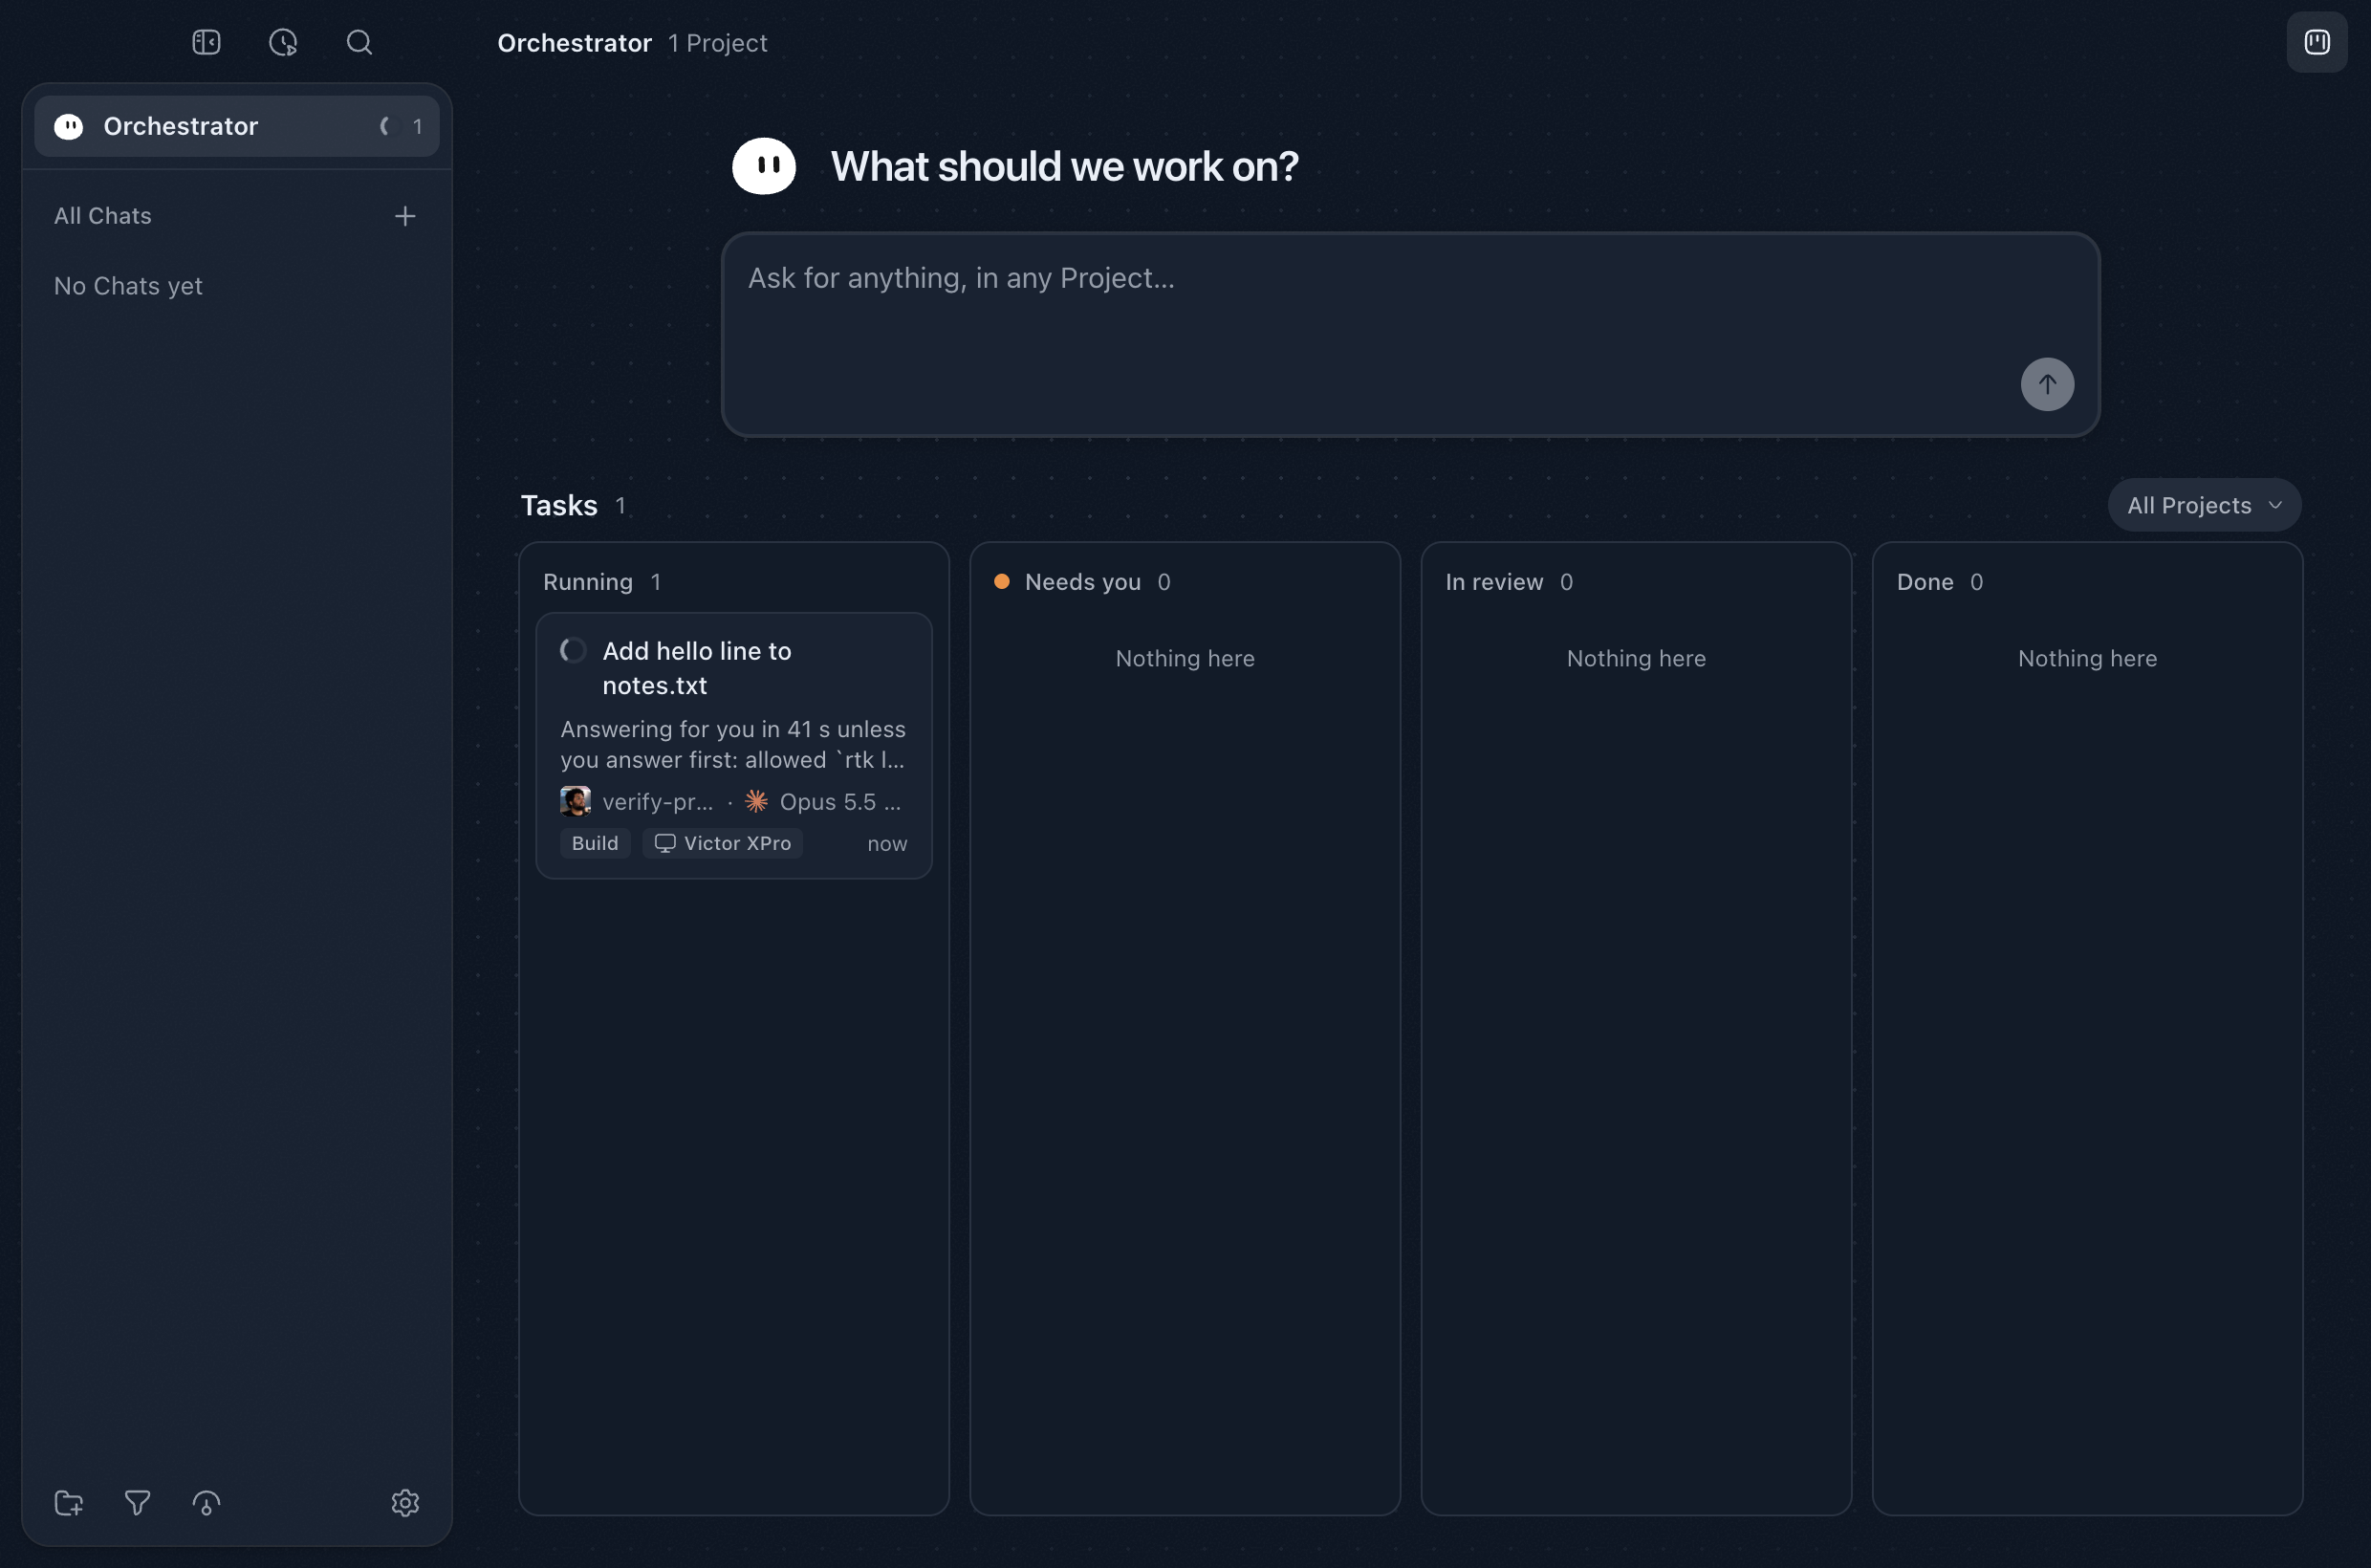 Orchestrator 1 Project
Orchestrator 1
All Chats
No Chats yet
What should we work on?
Ask for anything, in any Project...
Tasks 1
All Projects
Running 1
Add hello line to
notes.txt
Answering for you in 41 s unless
you answer first: allowed `rtk l...
verify-pr... · Opus 5.5 ...
Build Victor XPro now
Needs you 0
Nothing here
In review 0
Nothing here
Done 0
Nothing here